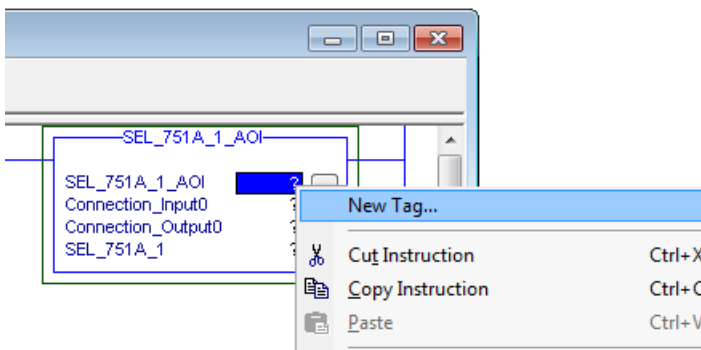 SEL_751A_1_AOI
SEL_751A_1_AOI ?
Connection_Input0 ?
Connection_Output0 ?
SEL_751A_1 ?
New Tag...
Cut Instruction Ctrl+X
Copy Instruction Ctrl+C
Paste Ctrl+V